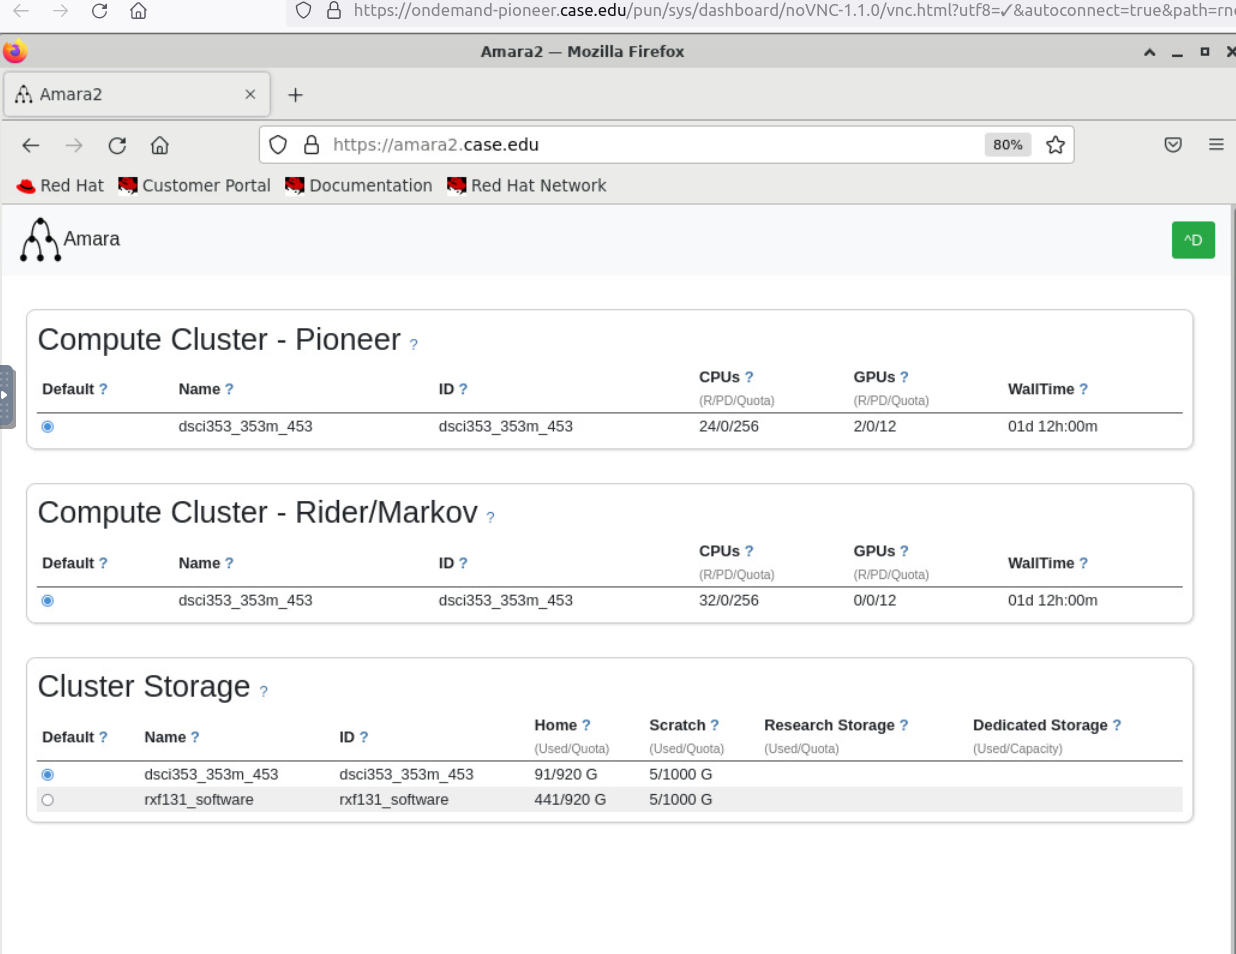 https://ondemand-pioneer.case.edu/pun/sys/dashboard/noVNC-1.1.0/vnc.html?utf8=✓&autoconnect=true&path=rn
Amara2 — Mozilla Firefox
Amara2
https://amara2.case.edu 80%
Red Hat Customer Portal Documentation Red Hat Network
Amara ^D
Compute Cluster - Pioneer ?
Default ? Name ? ID ? CPUs ? GPUs ? WallTime ?
(R/PD/Quota) (R/PD/Quota)
dsci353_353m_453 dsci353_353m_453 24/0/256 2/0/12 01d 12h:00m
Compute Cluster - Rider/Markov ?
Default ? Name ? ID ? CPUs ? GPUs ? WallTime ?
(R/PD/Quota) (R/PD/Quota)
dsci353_353m_453 dsci353_353m_453 32/0/256 0/0/12 01d 12h:00m
Cluster Storage ?
Default ? Name ? ID ? Home ? Scratch ? Research Storage ? Dedicated Storage ?
(Used/Quota) (Used/Quota) (Used/Quota) (Used/Capacity)
dsci353_353m_453 dsci353_353m_453 91/920 G 5/1000 G
rxf131_software rxf131_software 441/920 G 5/1000 G